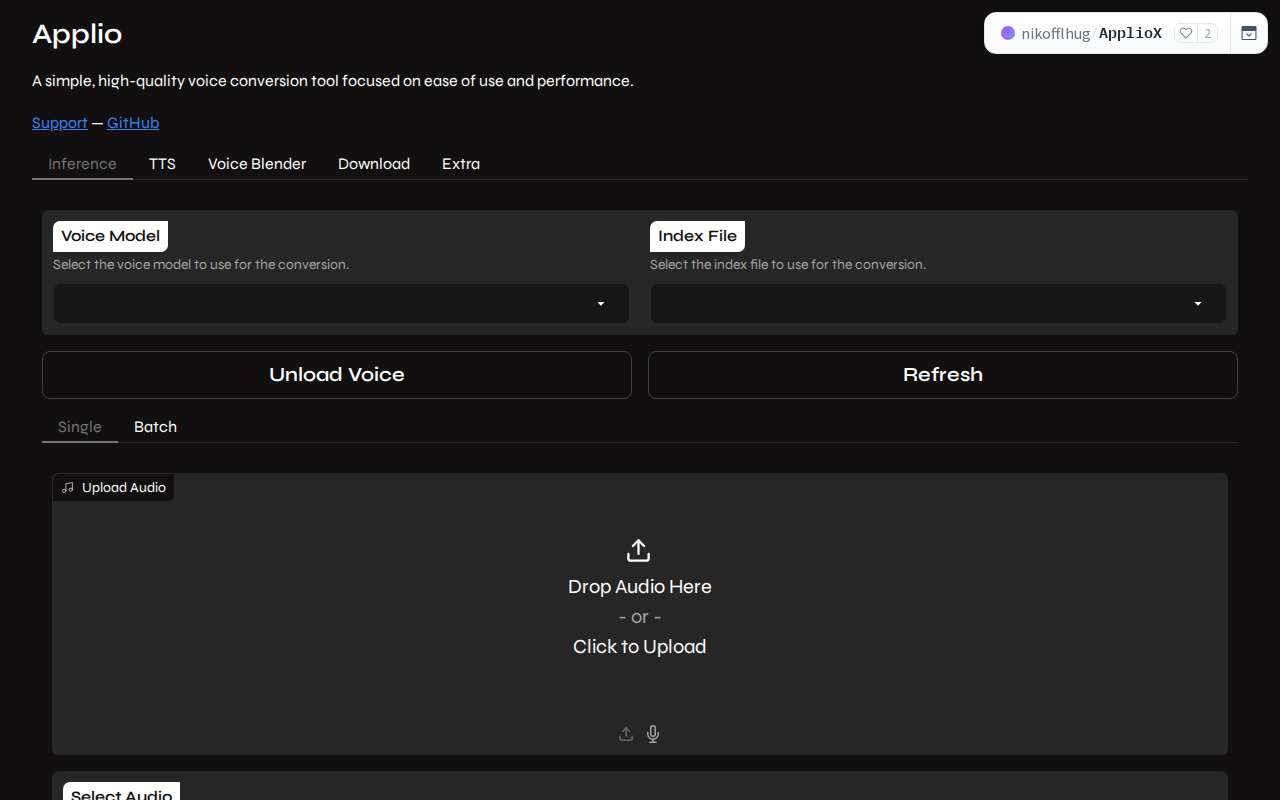 Applio
nikofflhug/ApplioX 2
A simple, high-quality voice conversion tool focused on ease of use and performance.
Support — GitHub
Inference TTS Voice Blender Download Extra
Voice Model Index File
Select the voice model to use for the conversion. Select the index file to use for the conversion.
Unload Voice Refresh
Single Batch
Upload Audio
Drop Audio Here
- or -
Click to Upload
Select Audio